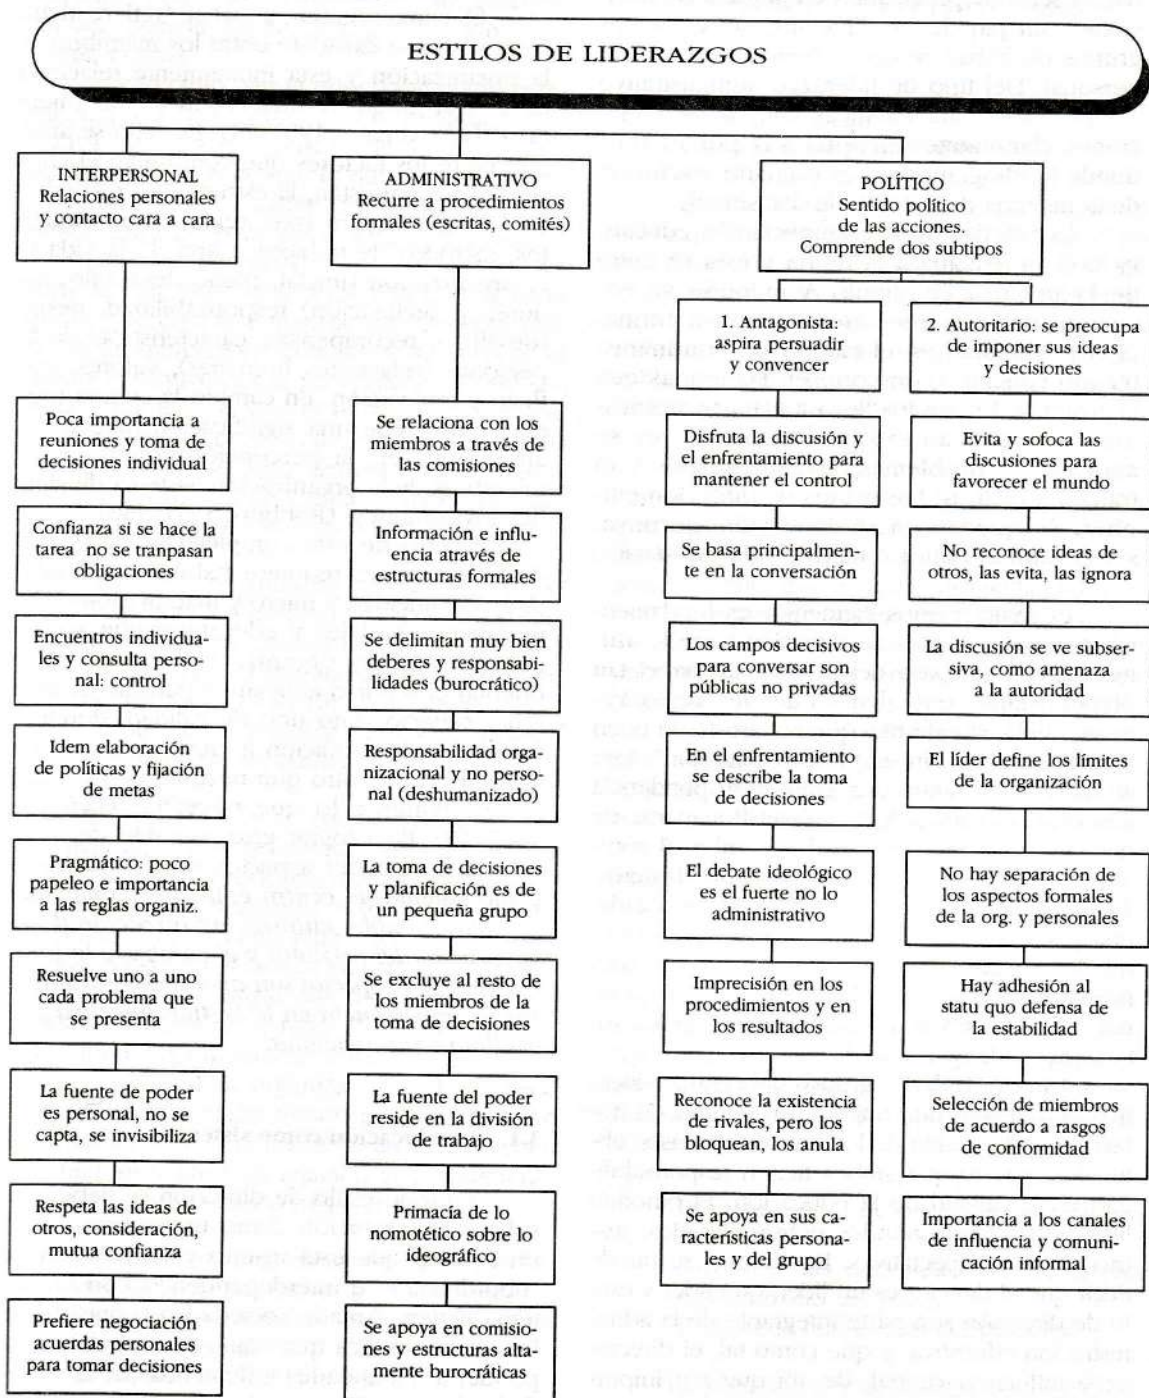 ESTILOS DE LIDERAZGOS
INTERPERSONAL
Relaciones personales
y contacto cara a cara
Poca importancia a
reuniones y toma de
decisiones individual
Confianza si se hace la
tarea no se tranpasan
obligaciones
Encuentros individua-
les y consulta perso-
nal: control
Idem elaboración
de políticas y fijación
de metas
Pragmático: poco
papeleo e importancia
a las reglas organiz.
Resuelve uno a uno
cada problema que
se presenta
La fuente de poder
es personal, no se
capta, se invisibiliza
Respeta las ideas de
otros, consideración,
mutua confianza
Prefiere negociación
acuerdas personales
para tomar decisiones
ADMINISTRATIVO
Recurre a procedimientos
formales (escritas, comités)
Se relaciona con los
miembros a través de
las comisiones
Información e influ-
encia através de
estructuras formales
Se delimitan muy bien
deberes y responsabi-
lidades (burocrático)
Responsabilidad orga-
nizacional y no perso-
nal (deshumanizado)
La toma de decisiones
y planificación es de
un pequeña grupo
Se excluye al resto de
los miembros de la
toma de decisiones
La fuente del poder
reside en la división
de trabajo
Primacía de lo
nomotético sobre lo
ideográfico
Se apoya en comisio-
nes y estructuras alta-
mente burocráticas
POLÍTICO
Sentido político
de las acciones.
Comprende dos subtipos
1. Antagonista:
aspira persuadir
y convencer
Disfruta la discusión y
el enfrentamiento para
mantener el control
Se basa principalmen-
te en la conversación
Los campos decisivos
para conversar son
públicas no privadas
En el enfrentamiento
se describe la toma
de decisiones
El debate ideológico
es el fuerte no lo
administrativo
Imprecisión en los
procedimientos y en
los resultados
Reconoce la existencia
de rivales, pero los
bloquean, los anula
Se apoya en sus ca-
racterísticas persona-
les y del grupo
2. Autoritario: se preocupa
de imponer sus ideas
y decisiones
Evita y sofoca las
discusiones para
favorecer el mundo
No reconoce ideas de
otros, las evita, las ignora
La discusión se ve subser-
siva, como amenaza
a la autoridad
El líder define los límites
de la organización
No hay separación de
los aspectos formales
de la org. y personales
Hay adhesión al
statu quo defensa de
la estabilidad
Selección de miembros
de acuerdo a rasgos
de conformidad
Importancia a los canales
de influencia y comuni-
cación informal